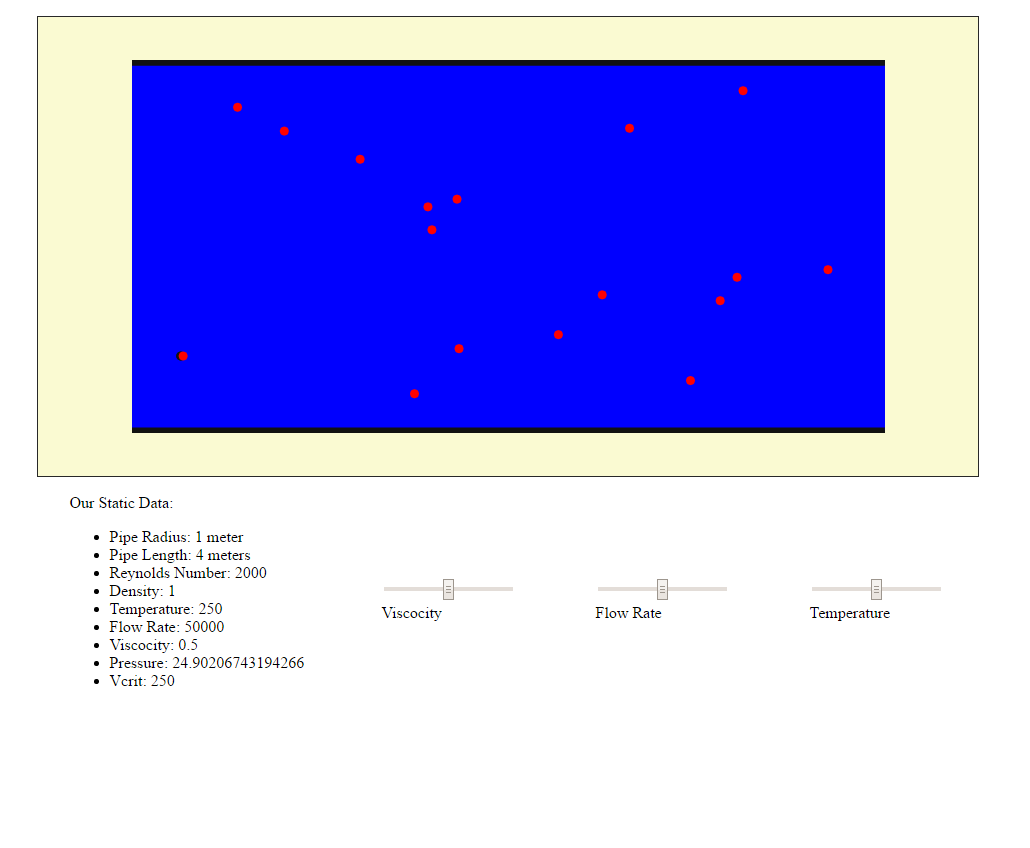 Our Static Data:
Pipe Radius: 1 meter
Pipe Length: 4 meters
Reynolds Number: 2000
Density: 1
Temperature: 250
Flow Rate: 50000
Viscocity: 0.5
Pressure: 24.90206743194266
Vcrit: 250
Viscocity
Flow Rate
Temperature